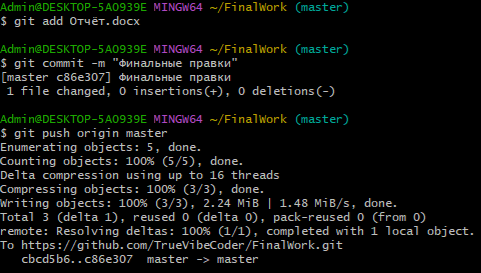 Admin@DESKTOP-5A0939E MINGW64 ~/FinalWork (master)
$ git add Отчёт.docx
Admin@DESKTOP-5A0939E MINGW64 ~/FinalWork (master)
$ git commit -m "Финальные правки"
[master c86e307] Финальные правки
1 file changed, 0 insertions(+), 0 deletions(-)
Admin@DESKTOP-5A0939E MINGW64 ~/FinalWork (master)
$ git push origin master
Enumerating objects: 5, done.
Counting objects: 100% (5/5), done.
Delta compression using up to 16 threads
Compressing objects: 100% (3/3), done.
Writing objects: 100% (3/3), 2.24 MiB | 1.48 MiB/s, done.
Total 3 (delta 1), reused 0 (delta 0), pack-reused 0 (from 0)
remote: Resolving deltas: 100% (1/1), completed with 1 local object.
To https://github.com/TrueVibeCoder/FinalWork.git
cbcd5b6..c86e307  master -> master